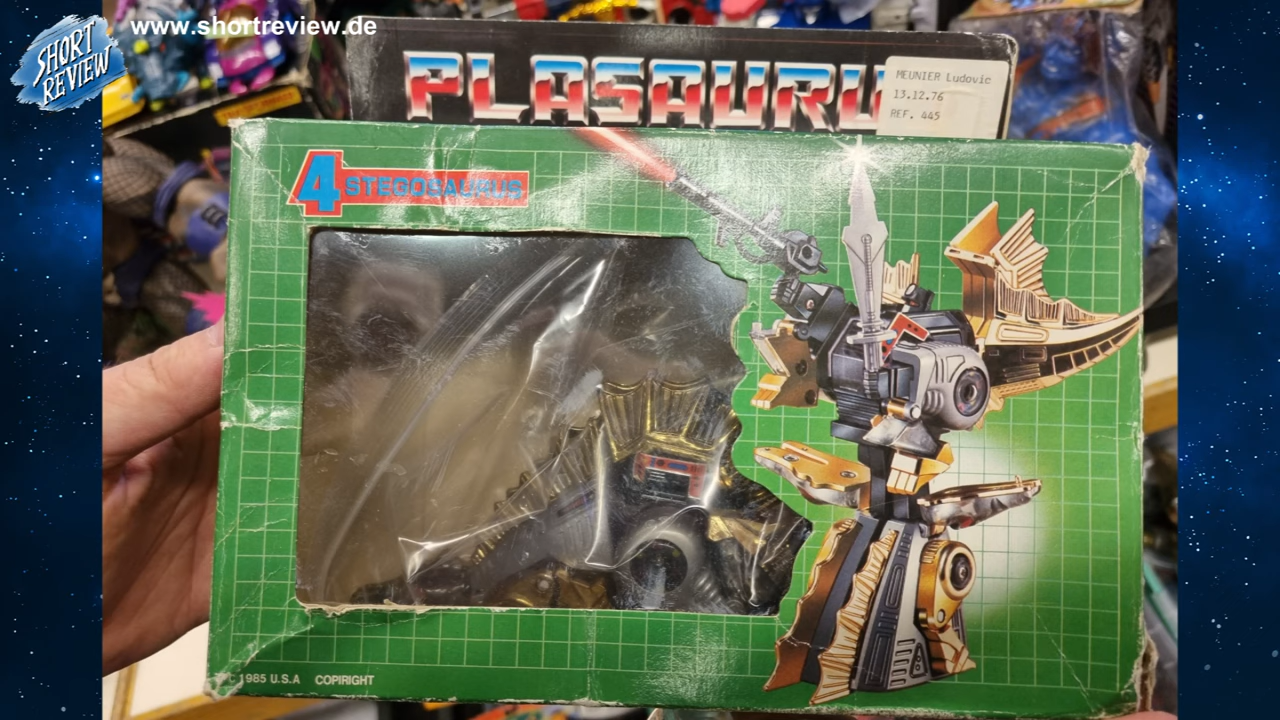 SHORT
REVIEW
www.shortreview.de
PLASAURU
MEUNIER Ludovic
13.12.76
REF. 445
4 STEGOSAURUS
C 1985 U.S.A COPIRIGHT